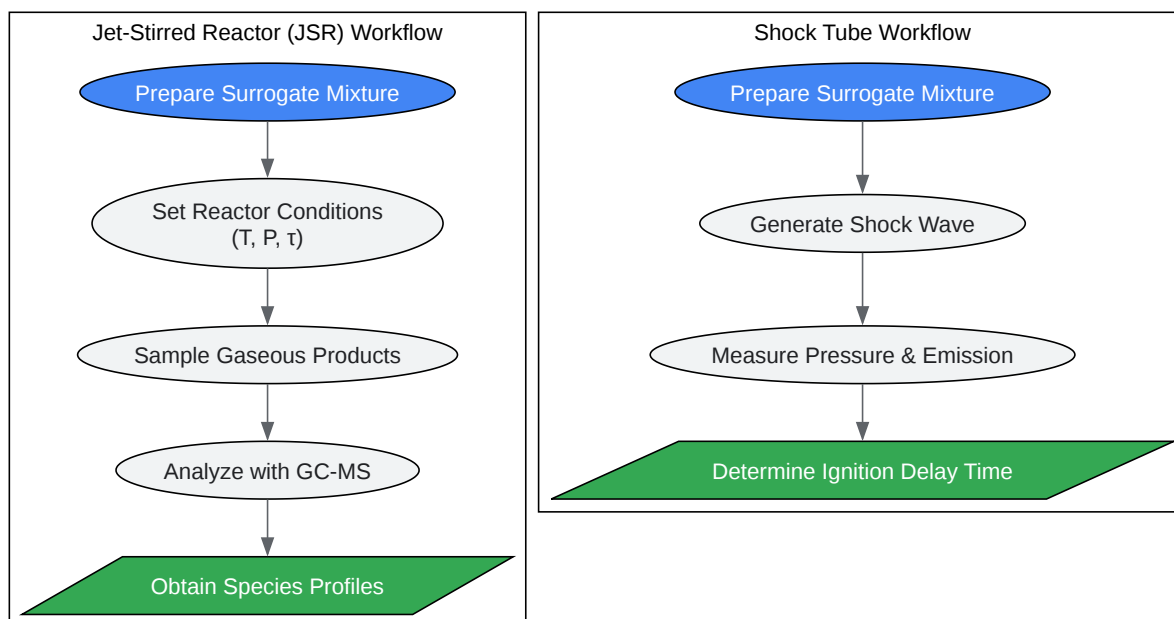 Jet-Stirred Reactor (JSR) Workflow
Prepare Surrogate Mixture
Set Reactor Conditions
(T, P, τ)
Sample Gaseous Products
Analyze with GC-MS
Obtain Species Profiles
Shock Tube Workflow
Prepare Surrogate Mixture
Generate Shock Wave
Measure Pressure & Emission
Determine Ignition Delay Time